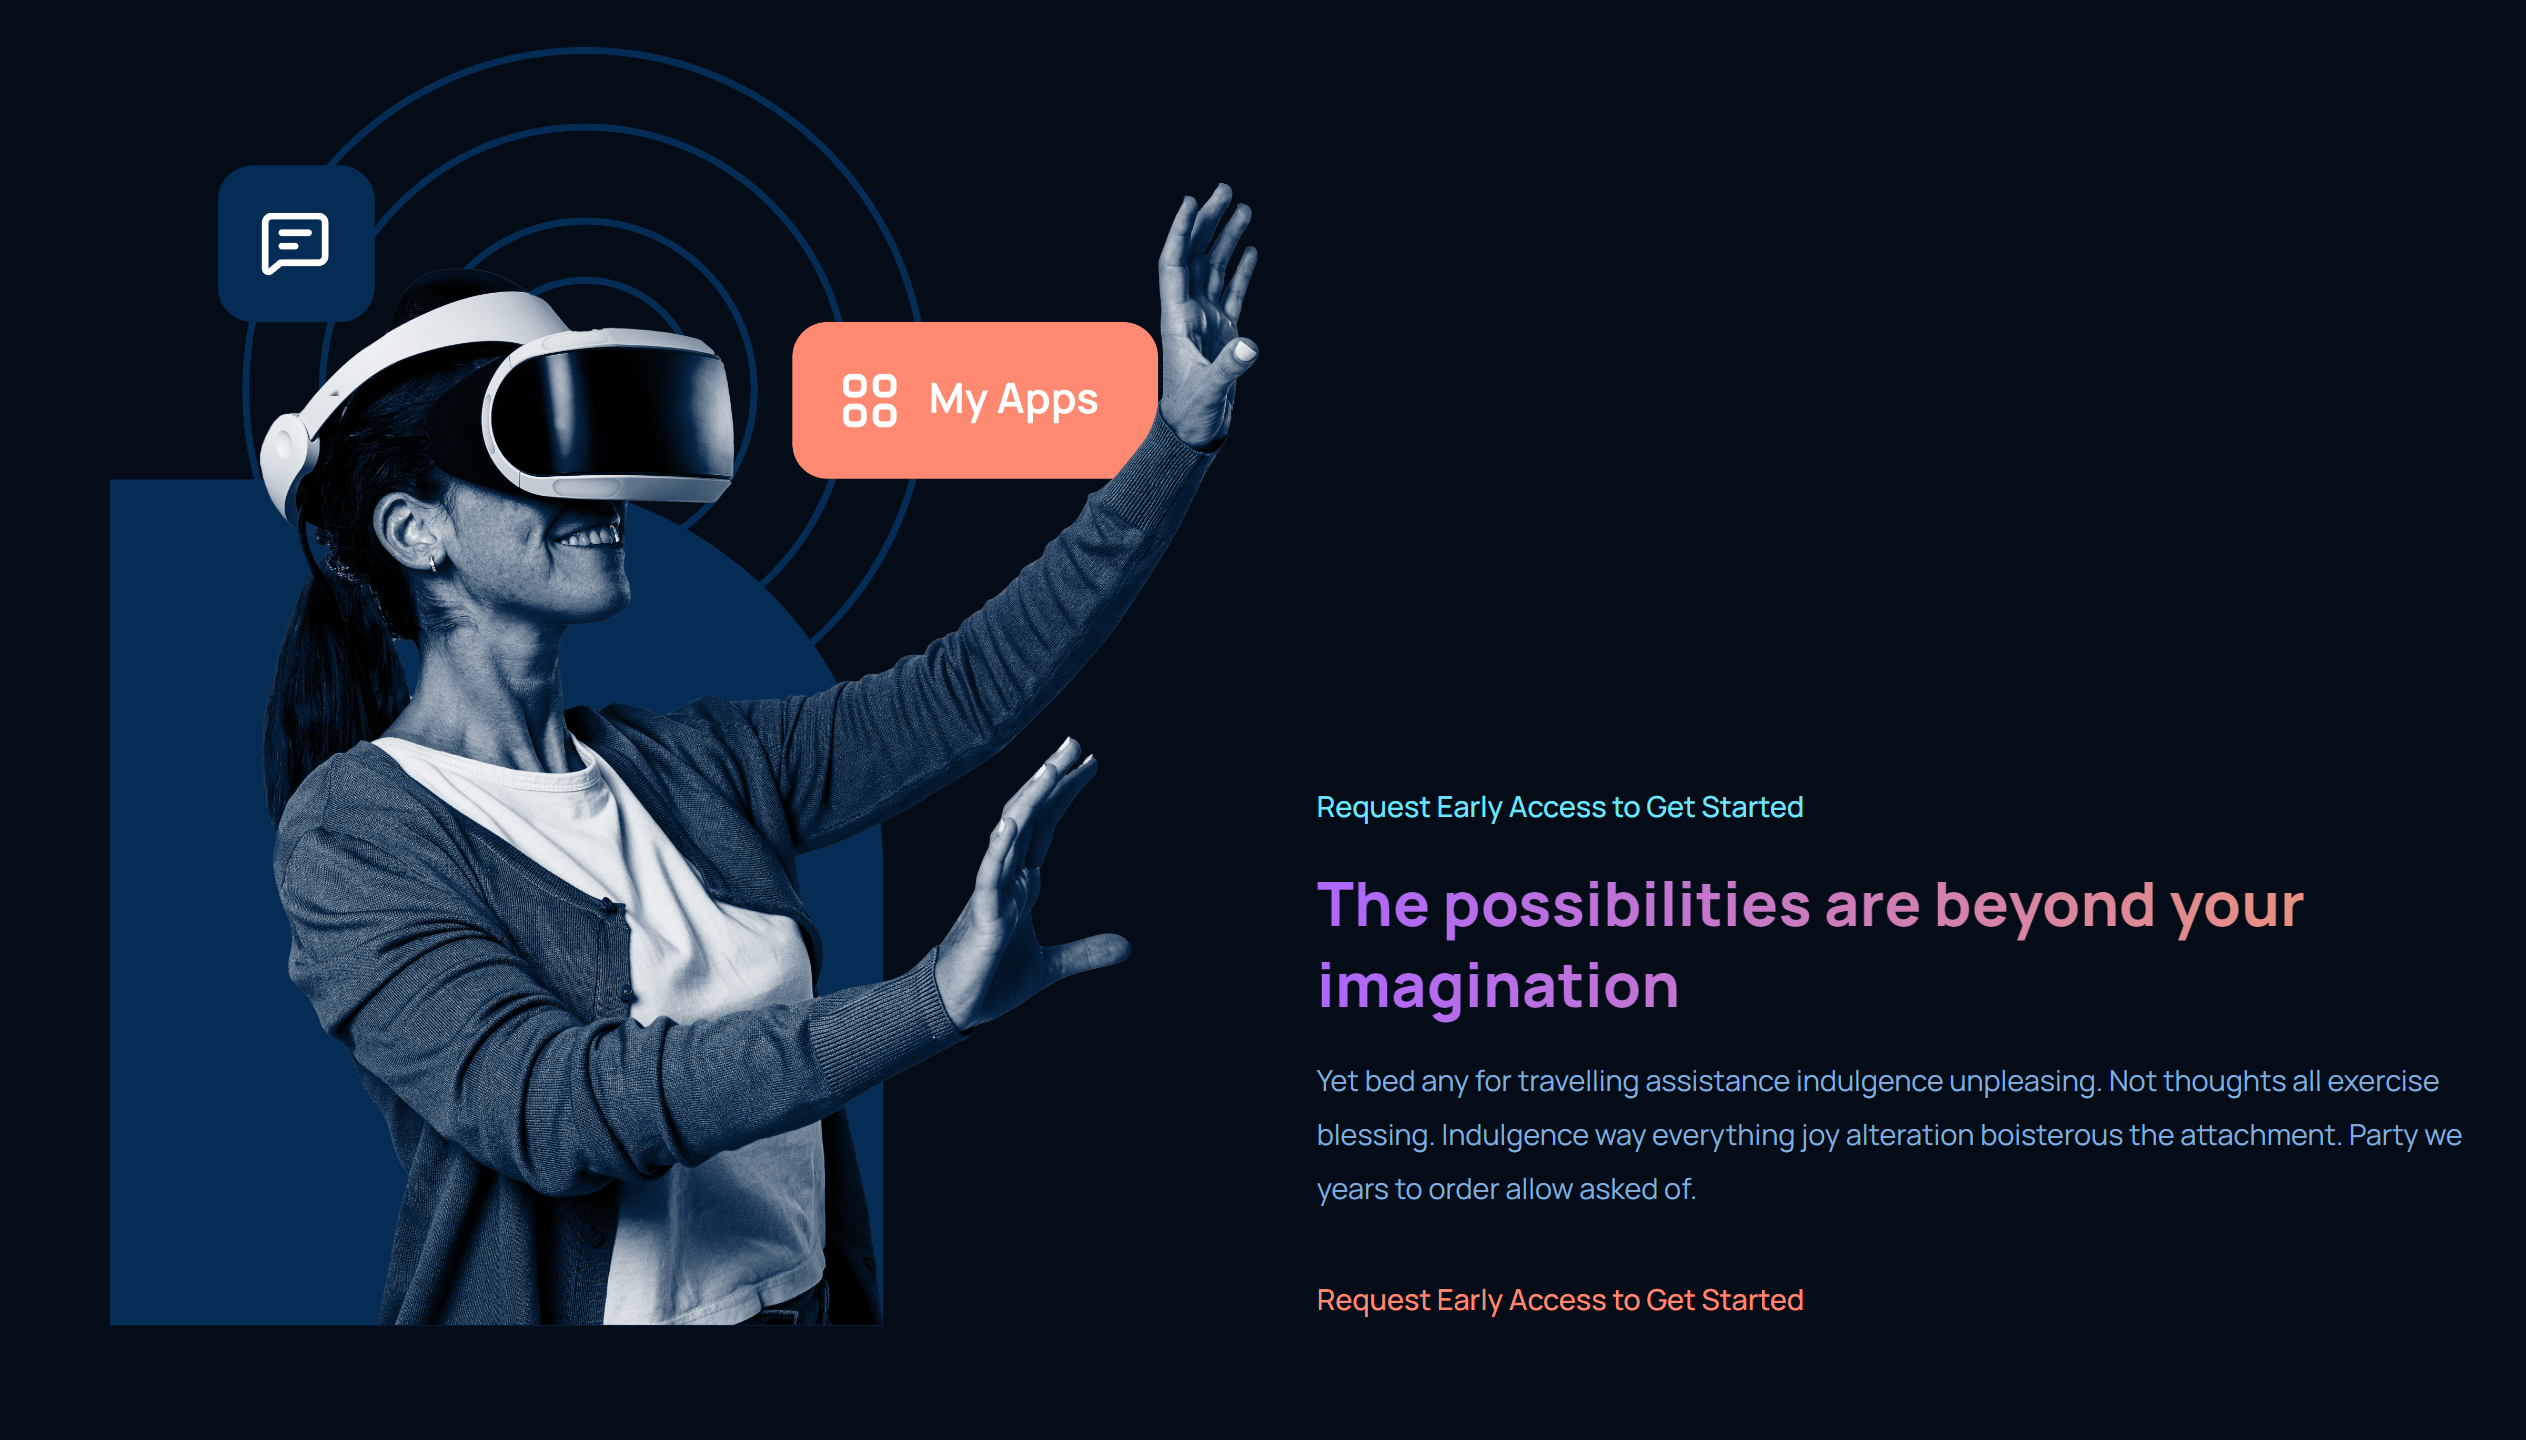 My Apps
Request Early Access to Get Started
The possibilities are beyond your
imagination
Yet bed any for travelling assistance indulgence unpleasing. Not thoughts all exercise
blessing. Indulgence way everything joy alteration boisterous the attachment. Party we
years to order allow asked of.
Request Early Access to Get Started